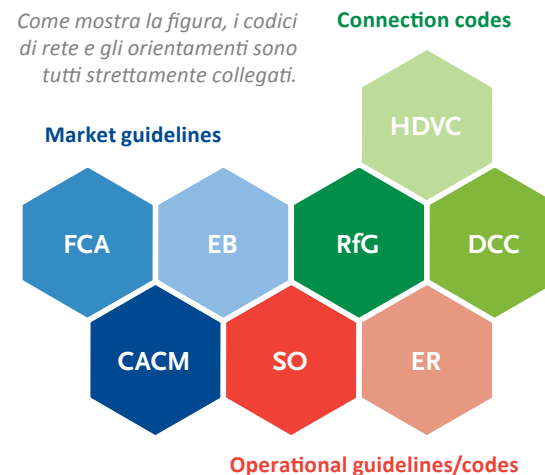 Come mostra la figura, i codici
di rete e gli orientamenti sono
tutti strettamente collegati.
Connection codes
Market guidelines
HDVC
FCA
EB
RfG
DCC
CACM
SO
ER
Operational guidelines/codes